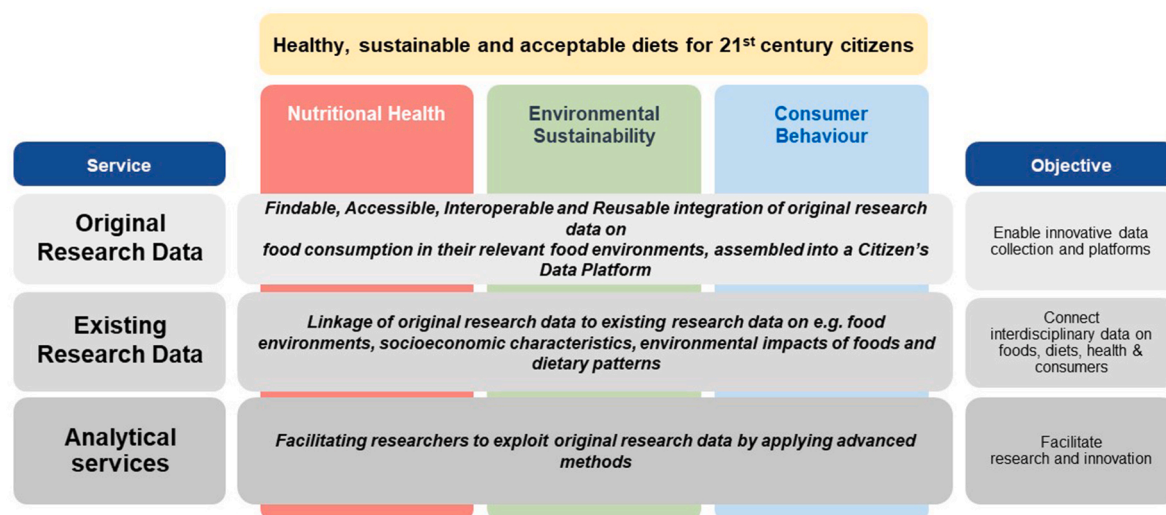 Healthy, sustainable and acceptable diets for 21st century citizens
Nutritional Health
Environmental
Sustainability
Consumer
Behaviour
Service
Objective
Original
Research Data
Findable, Accessible, Interoperable and Reusable integration of original research
data on
food consumption in their relevant food environments, assembled into a Citizen's
Data Platform
Enable innovative data
collection and platforms
Existing
Research Data
Linkage of original research data to existing research data on e.g. food
environments, socioeconomic characteristics, environmental impacts of foods and
dietary patterns
Connect
interdisciplinary data on
foods, diets, health &
consumers
Analytical
services
Facilitating researchers to exploit original research data by applying advanced
methods
Facilitate
research and innovation